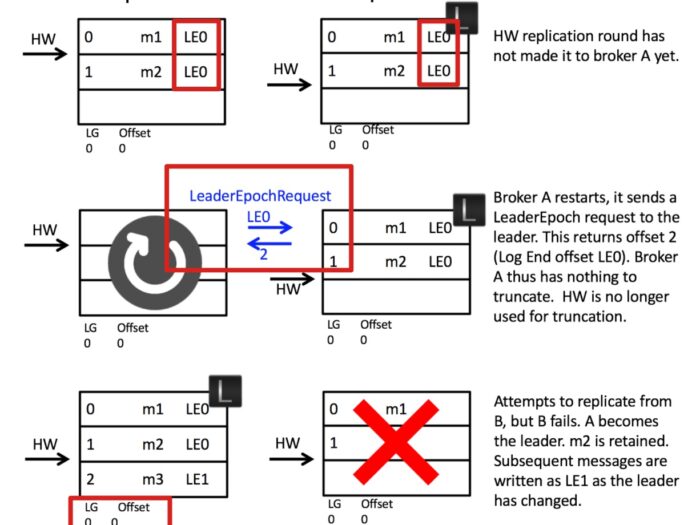 HW
0 m1 LE0
1 m2 LE0
LG Offset
0 0
L
HW
0 m1 LE0
1 m2 LE0
LG Offset
0 0
HW replication round has
not made it to broker A yet.
HW
LeaderEpochRequest
LE0
2
LG Offset
0 0
L
HW
0 m1 LE0
1 m2 LE0
LG Offset
0 0
Broker A restarts, it sends a
LeaderEpoch request to the
leader. This returns offset 2
(Log End offset LE0). Broker
A thus has nothing to
truncate. HW is no longer
used for truncation.
L
HW
0 m1 LE0
1 m2 LE0
2 m3 LE1
LG Offset
0 0
HW
0 m1
1
LG Offset
0 0
Attempts to replicate from
B, but B fails. A becomes
the leader. m2 is retained.
Subsequent messages are
written as LE1 as the leader
has changed.